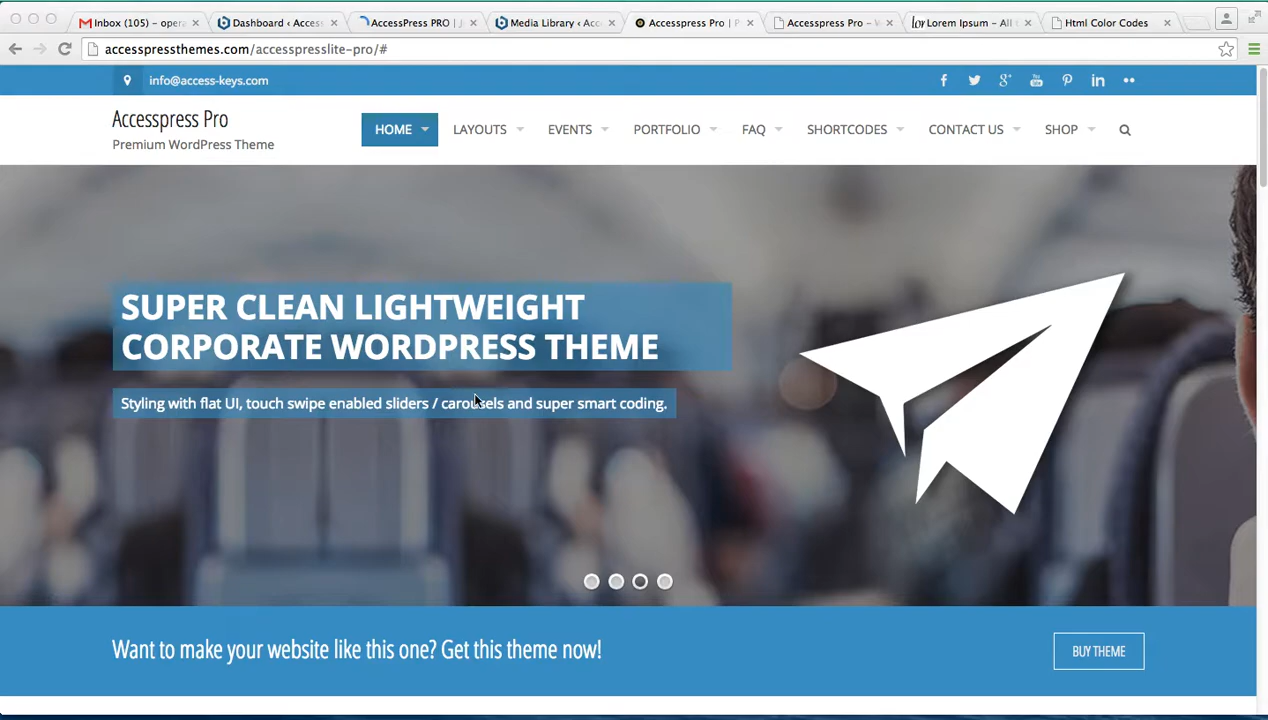 Inbox (105) – oper
Dashboard ‹ Access
AccessPress PRO |
Media Library ‹ Acce
Accesspress Pro | P
Accesspress Pro – W
Lorem Ipsum – All
Html Color Codes
accesspressthemes.com/accesspresslite-pro/#
info@access-keys.com
Accesspress Pro
Premium WordPress Theme
HOME LAYOUTS EVENTS PORTFOLIO FAQ SHORTCODES CONTACT US SHOP
SUPER CLEAN LIGHTWEIGHT
CORPORATE WORDPRESS THEME
Styling with flat UI, touch swipe enabled sliders / carousels and super smart coding.
Want to make your website like this one? Get this theme now!
BUY THEME